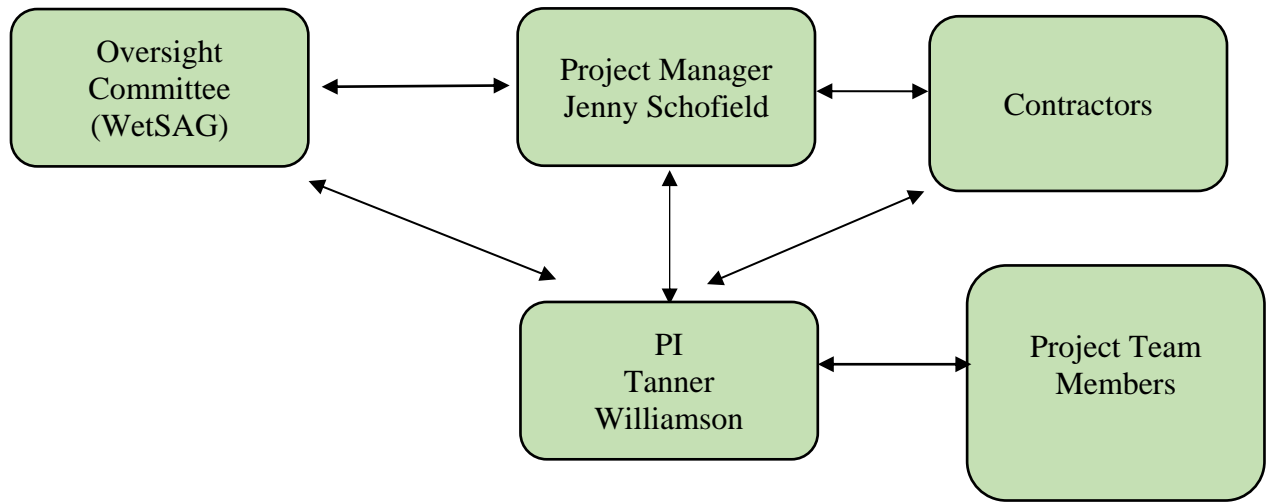 Oversight
Committee
(WetSAG)
Project Manager
Jenny Schofield
Contractors
PI
Tanner
Williamson
Project Team
Members